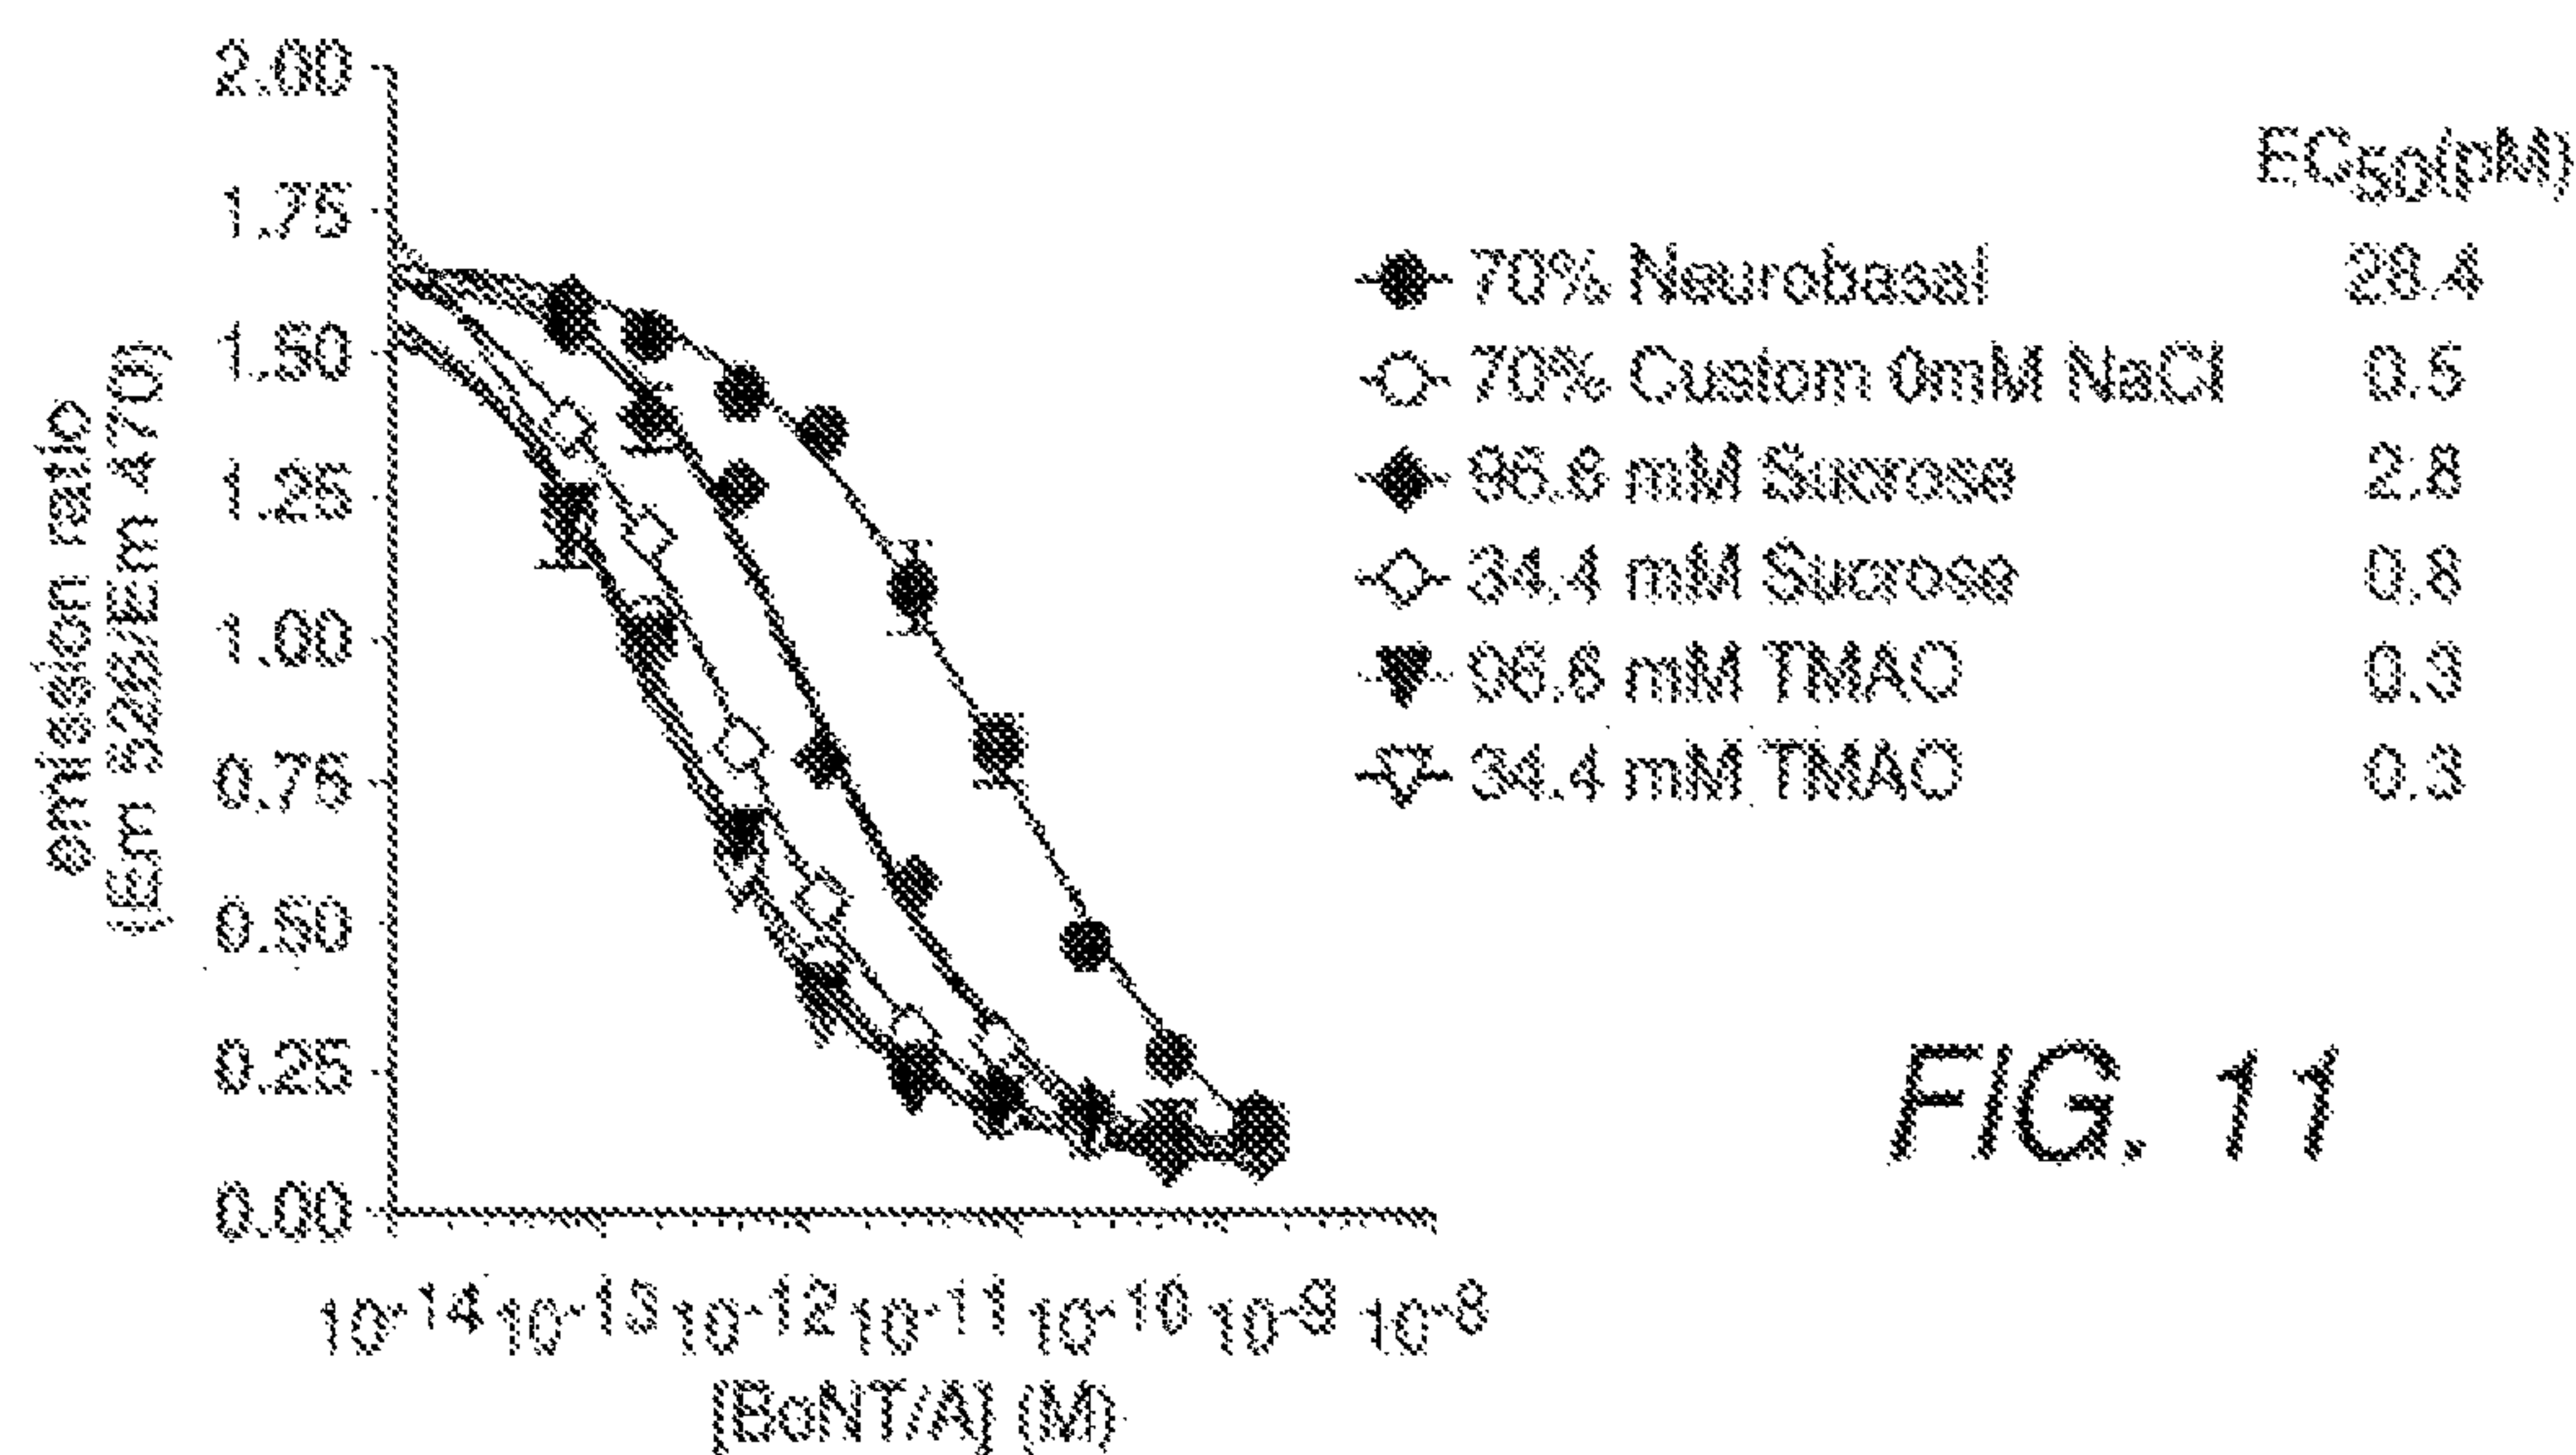 2.00
1.75
1.50
1.25
1.00
0.75
0.50
0.25
0.00
emission ratio
(Em 528/Em 470)
10-14 10-13 10-12 10-11 10-10 10-9 10-8
[BoNT/A] (M)
EC50(pM)
70% Neurobasal 28.4
70% Custom 0mM NaCl 0.5
96.6 mM Sucrose 2.8
34.4 mM Sucrose 0.8
96.6 mM TMAO 0.3
34.4 mM TMAO 0.3
FIG. 11